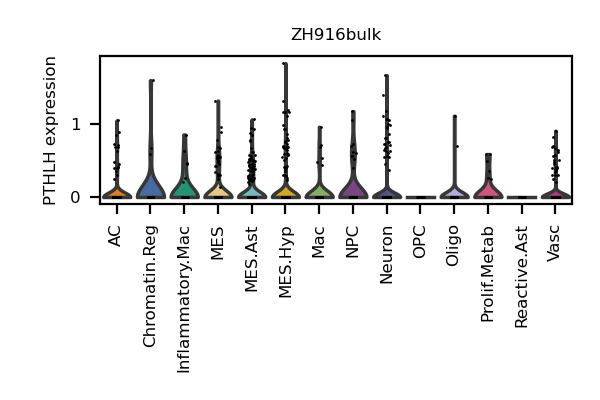 ZH916bulk
PTHLH expression
1
0
AC
Chromatin.Reg
Inflammatory.Mac
MES
MES.Ast
MES.Hyp
Mac
NPC
Neuron
OPC
Oligo
Prolif.Metab
Reactive.Ast
Vasc